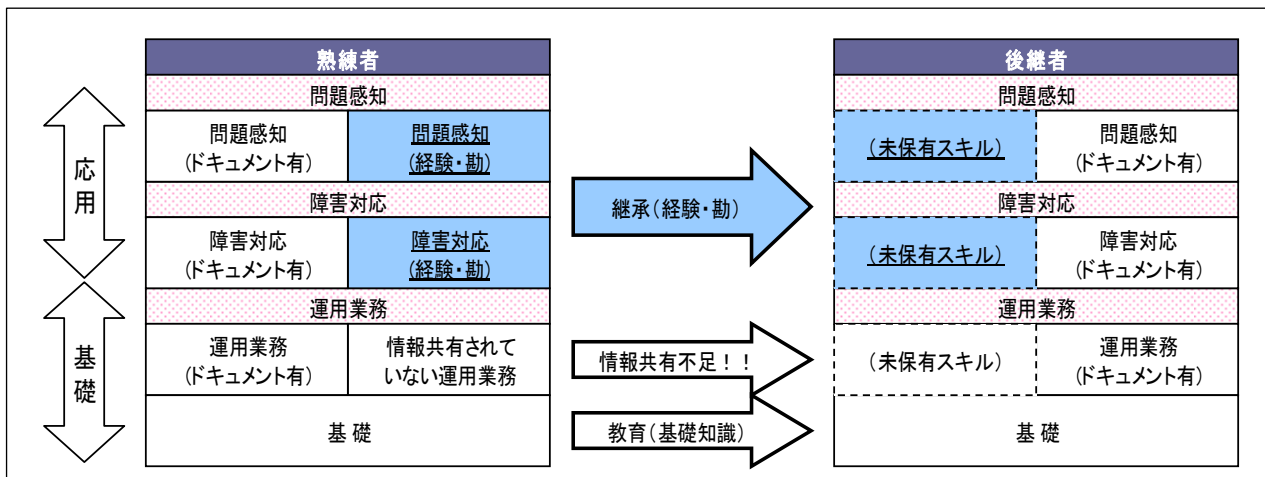 熟練者
後継者
問題感知
問題感知
応用
問題感知
(ドキュメント有)
問題感知
(経験・勘)
(未保有スキル)
問題感知
(ドキュメント有)
継承(経験・勘)
障害対応
障害対応
障害対応
(ドキュメント有)
障害対応
(経験・勘)
(未保有スキル)
障害対応
(ドキュメント有)
運用業務
運用業務
基礎
運用業務
(ドキュメント有)
情報共有されて
いない運用業務
情報共有不足！！
(未保有スキル)
運用業務
(ドキュメント有)
基 礎
教育(基礎知識)
基 礎